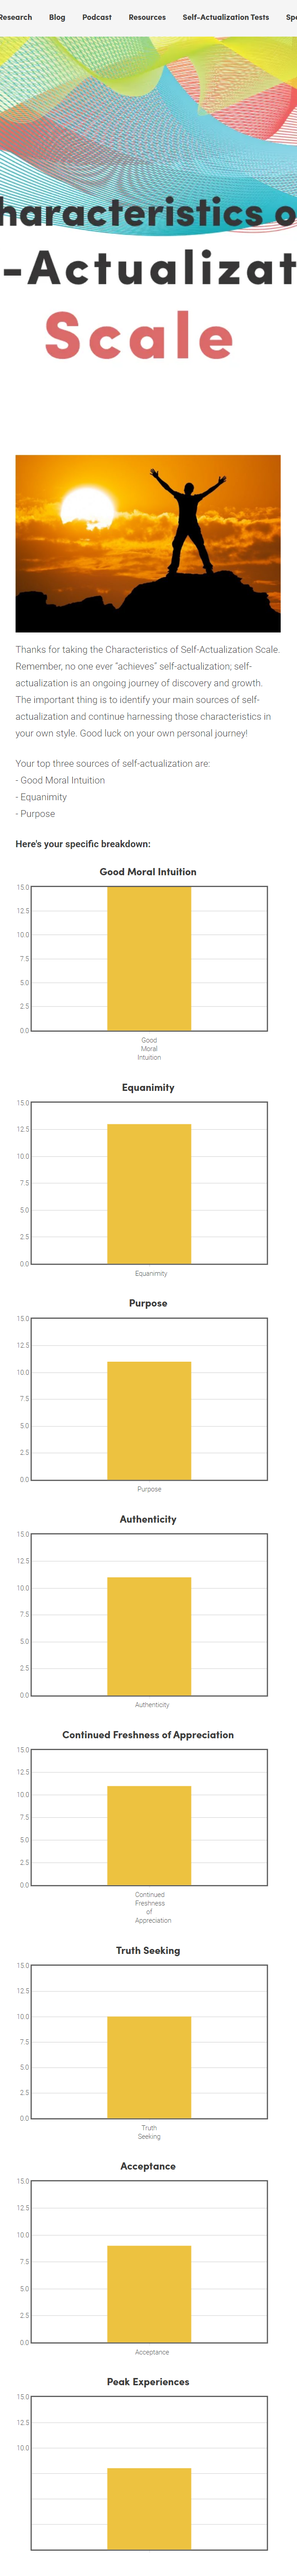 Research Blog Podcast Resources Self-Actualization Tests Spe
haracteristics o
-Actualizat
Scale
Thanks for taking the Characteristics of Self-Actualization Scale.
Remember, no one ever "achieves" self-actualization; self-
actualization is an ongoing journey of discovery and growth.
The important thing is to identify your main sources of self-
actualization and continue harnessing those characteristics in
your own style. Good luck on your own personal journey!
Your top three sources of self-actualization are:
- Good Moral Intuition
- Equanimity
- Purpose
Here's your specific breakdown:
Good Moral Intuition
15.0
12.5
10.0
7.5
5.0
2.5
0.0
Good
Moral
Intuition
Equanimity
15.0
12.5
10.0
7.5
5.0
2.5
0.0
Equanimity
Purpose
15.0
12.5
10.0
7.5
5.0
2.5
0.0
Purpose
Authenticity
15.0
12.5
10.0
7.5
5.0
2.5
0.0
Authenticity
Continued Freshness of Appreciation
15.0
12.5
10.0
7.5
5.0
2.5
0.0
Continued
Freshness
of
Appreciation
Truth Seeking
15.0
12.5
10.0
7.5
5.0
2.5
0.0
Truth
Seeking
Acceptance
15.0
12.5
10.0
7.5
5.0
2.5
0.0
Acceptance
Peak Experiences
15.0
12.5
10.0